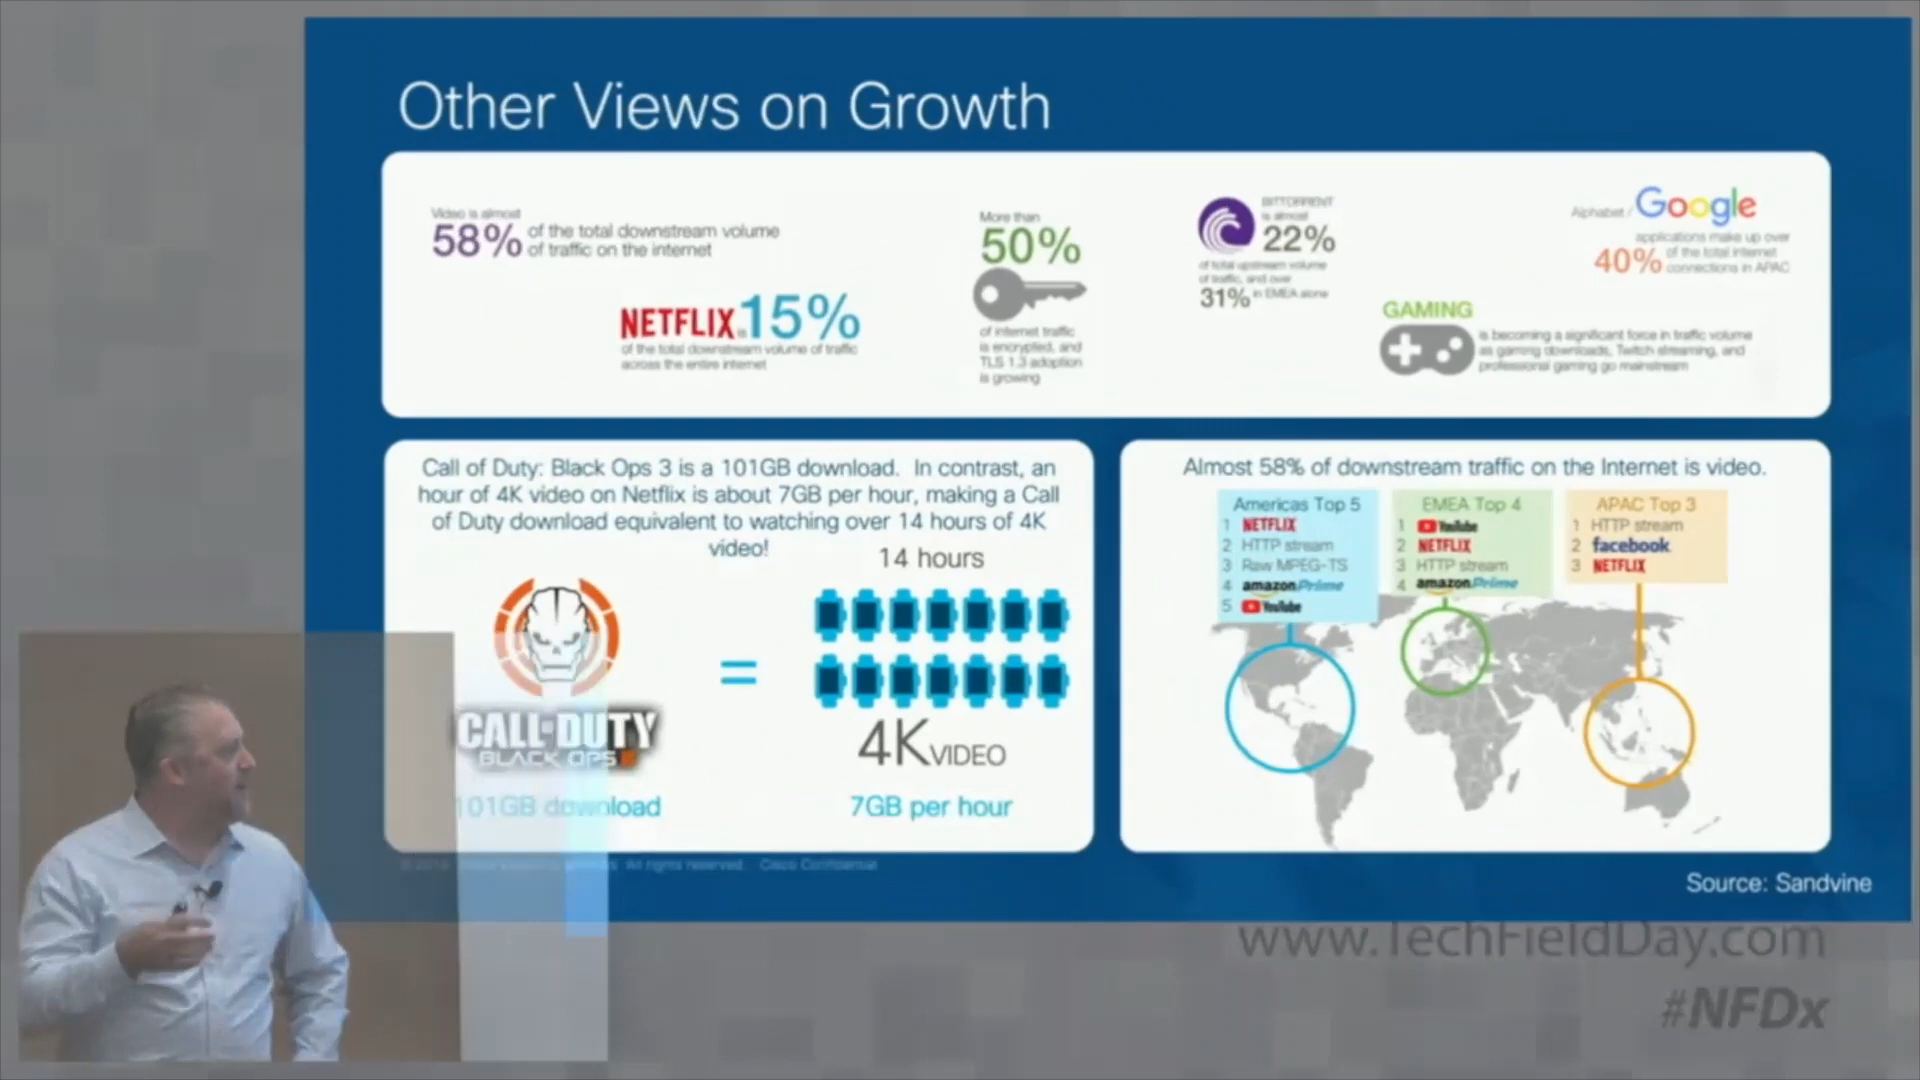 Other Views on Growth
Video is almost
58% of the total downstream volume
of traffic on the internet
NETFLIX is 15%
of the total downstream volume of traffic
across the entire internet
More than
50%
of internet traffic
is encrypted, and
TLS 1.3 adoption
is growing
BITTORRENT
is almost
22%
of total upstream volume
of traffic, and over
31% in EMEA alone
Alphabet / Google
applications make up over
40% of the total internet
connections in APAC
GAMING
is becoming a significant force in traffic volume
as gaming downloads, Twitch streaming, and
professional gaming go mainstream
Call of Duty: Black Ops 3 is a 101GB download. In contrast, an
hour of 4K video on Netflix is about 7GB per hour, making a Call
of Duty download equivalent to watching over 14 hours of 4K
video!
14 hours
=
CALL OF DUTY
BLACK OPS
4K VIDEO
101GB download
7GB per hour
Almost 58% of downstream traffic on the Internet is video.
Americas Top 5
1 NETFLIX
2 HTTP stream
3 Raw MPEG-TS
4 amazon Prime
5 YouTube
EMEA Top 4
1 YouTube
2 NETFLIX
3 HTTP stream
4 amazon Prime
APAC Top 3
1 HTTP stream
2 facebook
3 NETFLIX
All rights reserved. Cisco Confidential
Source: Sandvine
www.TechFieldDay.com
#NFDx